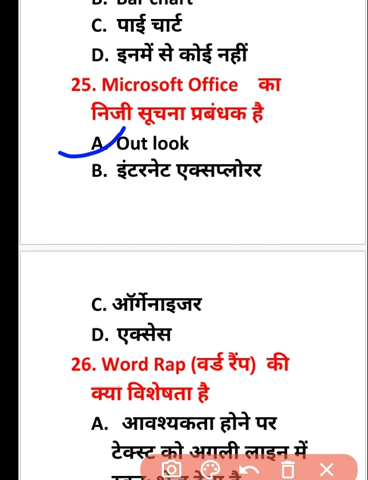 D. Bar chart
C. पाई चार्ट
D. इनमें से कोई नहीं
25. Microsoft Office का
निजी सूचना प्रबंधक है
A. Out look
B. इंटरनेट एक्सप्लोरर
C. ऑर्गेनाइजर
D. एक्सेस
26. Word Rap (वर्ड रैंप) की
क्या विशेषता है
A. आवश्यकता होने पर
टेक्स्ट को अगली लाइन में